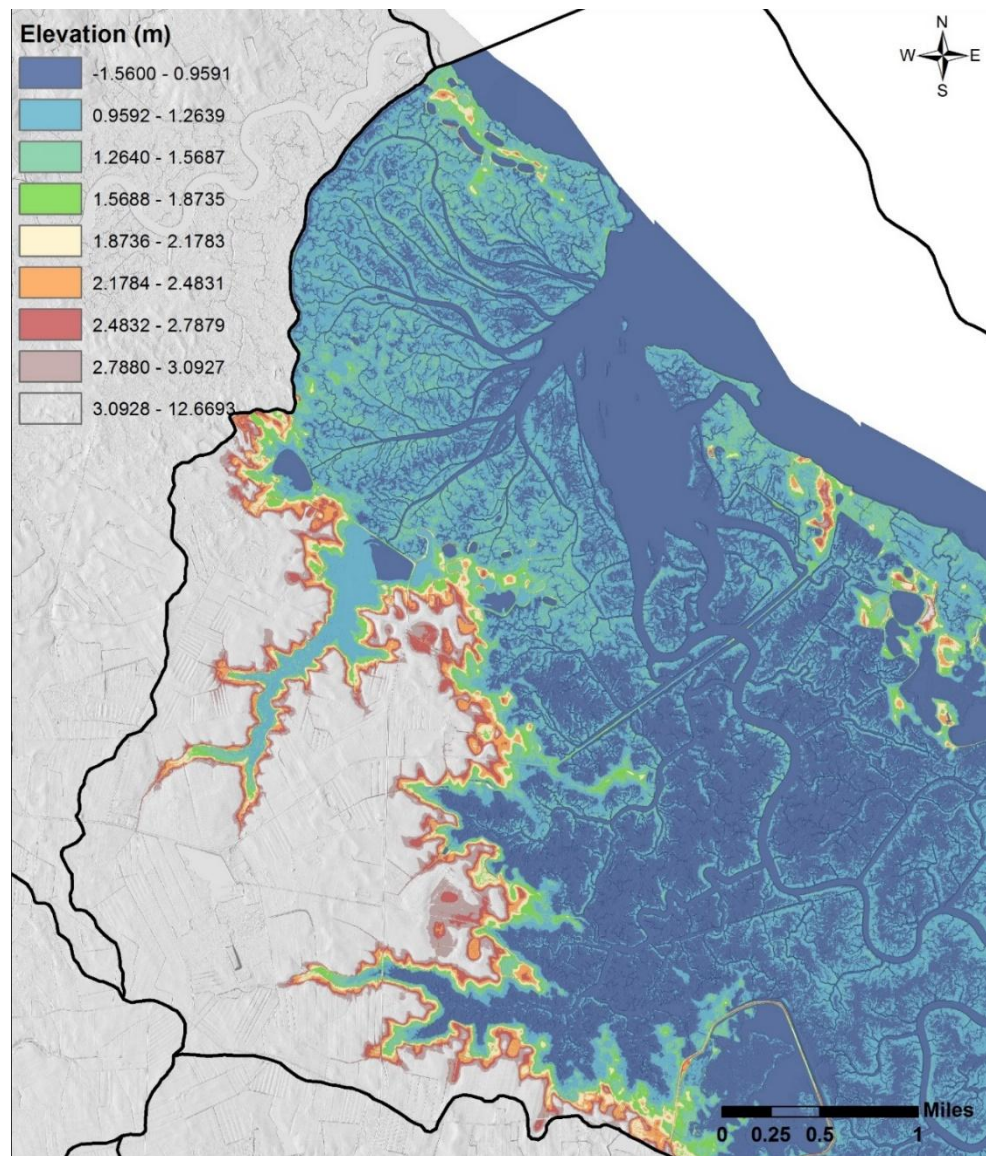 Elevation (m)
-1.5600 - 0.9591
0.9592 - 1.2639
1.2640 - 1.5687
1.5688 - 1.8735
1.8736 - 2.1783
2.1784 - 2.4831
2.4832 - 2.7879
2.7880 - 3.0927
3.0928 - 12.6693
N
W E
S
Miles
0 0.25 0.5 1